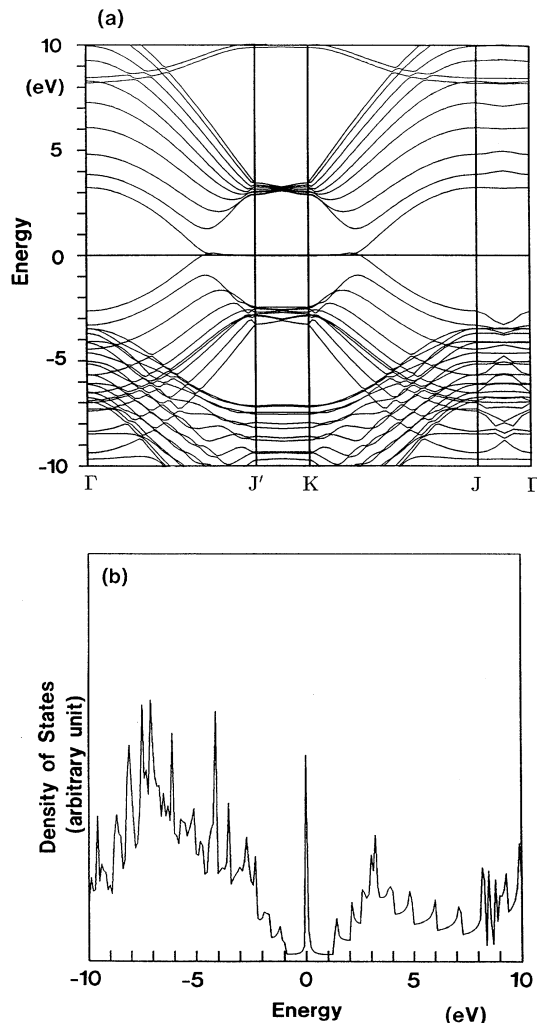 (a)
10
(eV)
5
0
-5
-10
Energy
Γ J′ K J Γ
(b)
Density of States
(arbitrary unit)
-10 -5 0 5 10
Energy (eV)